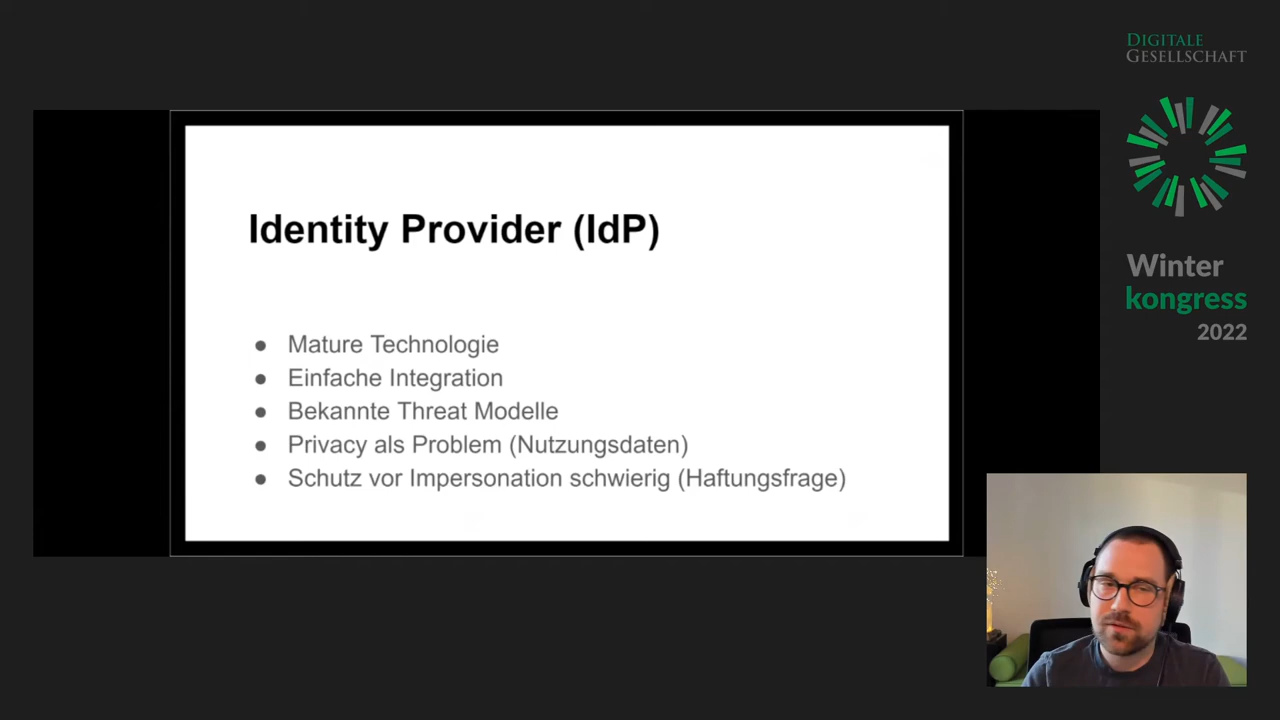 DIGITALE
GESELLSCHAFT
Identity Provider (IdP)
Winter
kongress
2022
● Mature Technologie
● Einfache Integration
● Bekannte Threat Modelle
● Privacy als Problem (Nutzungsdaten)
● Schutz vor Impersonation schwierig (Haftungsfrage)